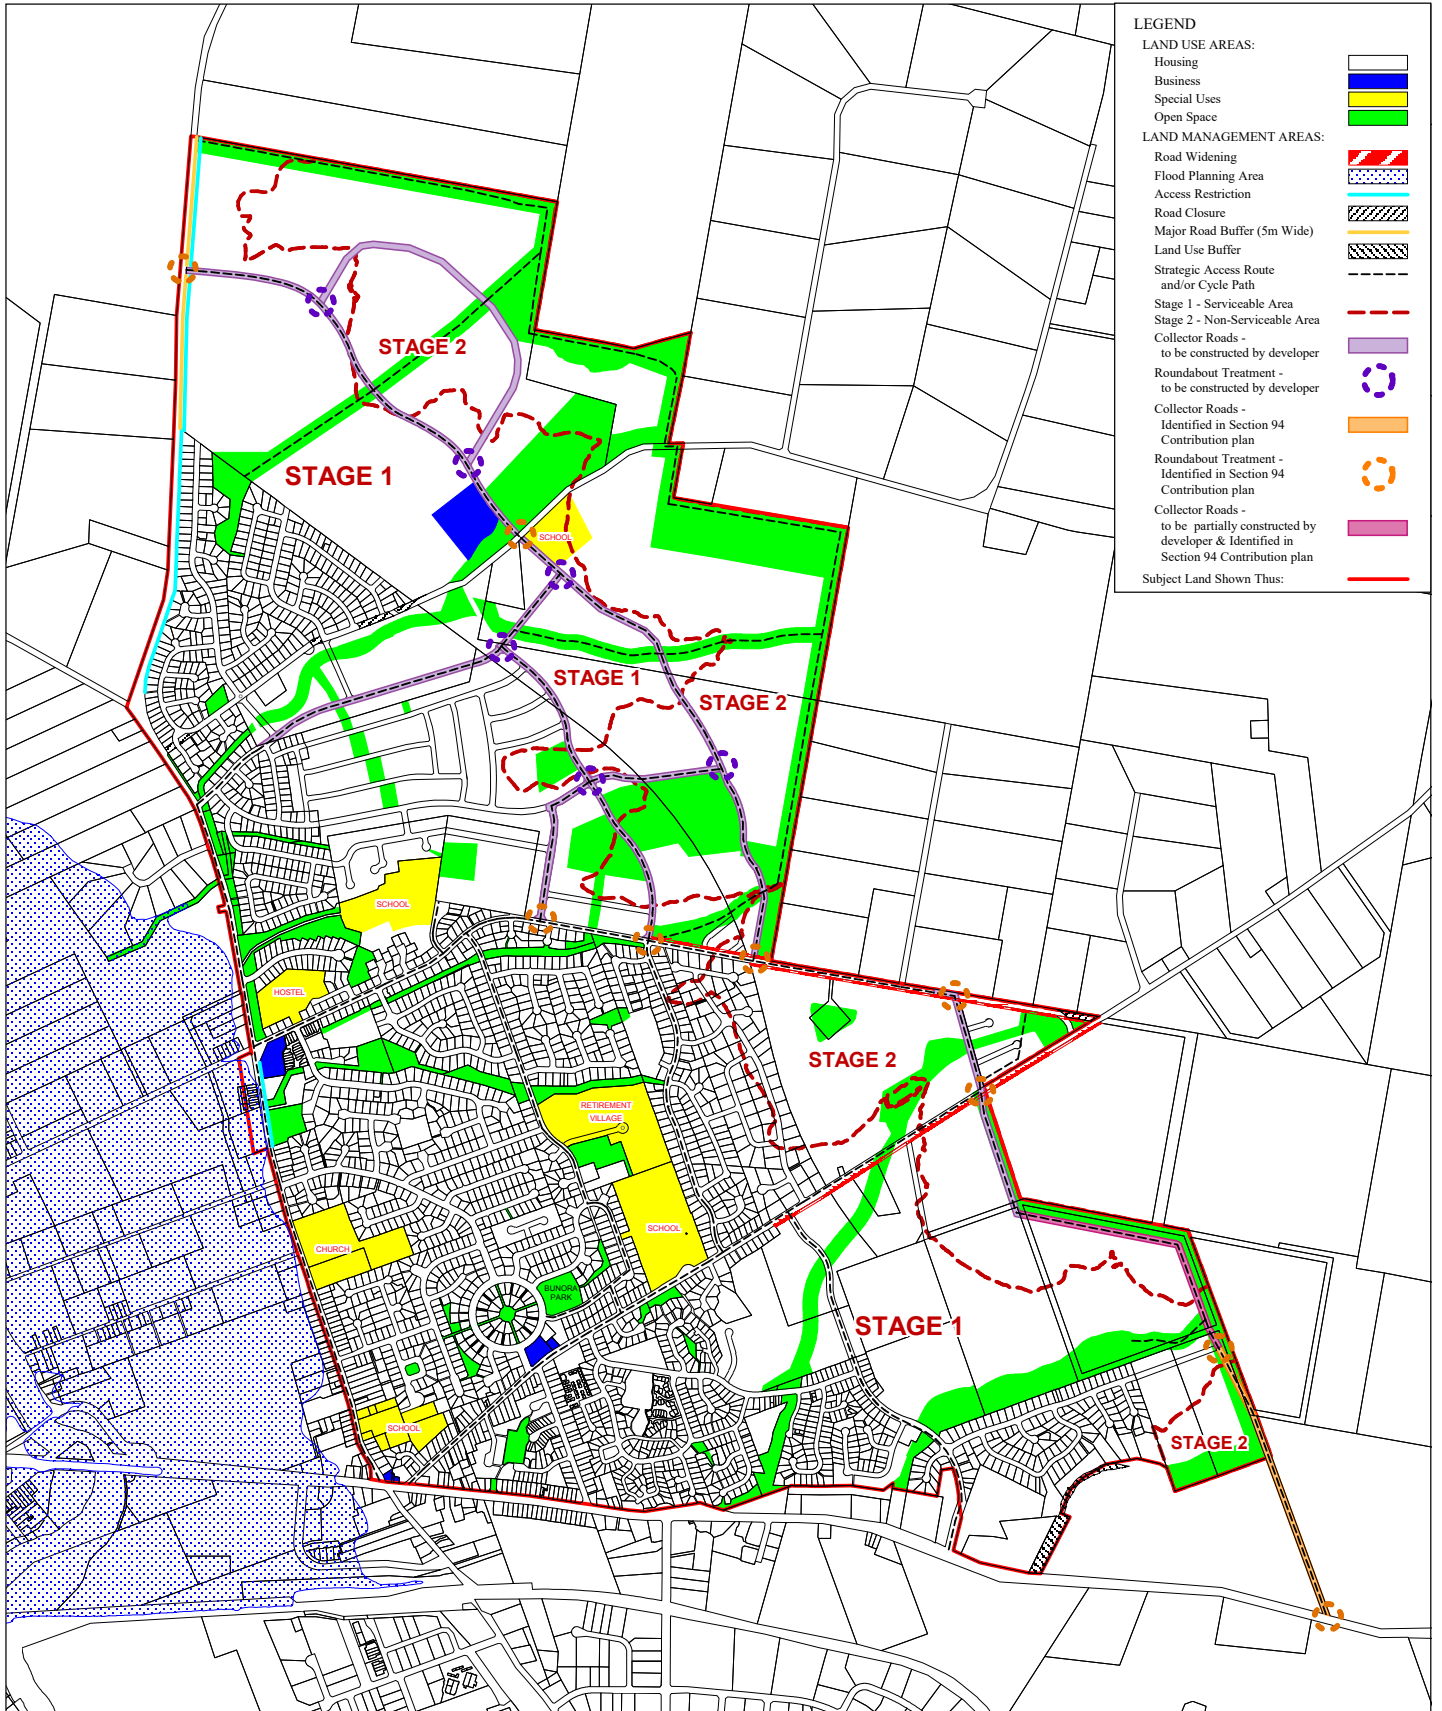 LEGEND
LAND USE AREAS:
Housing
Business
Special Uses
Open Space
LAND MANAGEMENT AREAS:
Road Widening
Flood Planning Area
Access Restriction
Road Closure
Major Road Buffer (5m Wide)
Land Use Buffer
Strategic Access Route
and/or Cycle Path
Stage 1 - Serviceable Area
Stage 2 - Non-Serviceable Area
Collector Roads -
to be constructed by developer
Roundabout Treatment -
to be constructed by developer
Collector Roads -
Identified in Section 94
Contribution plan
Roundabout Treatment -
Identified in Section 94
Contribution plan
Collector Roads -
to be partially constructed by
developer & Identified in
Section 94 Contribution plan
Subject Land Shown Thus:
STAGE 2
STAGE 1
SCHOOL
STAGE 1
STAGE 2
SCHOOL
HOSTEL
STAGE 2
RETIREMENT
VILLAGE
SCHOOL
CHURCH
BUNORA
PARK
STAGE 1
SCHOOL
STAGE 2